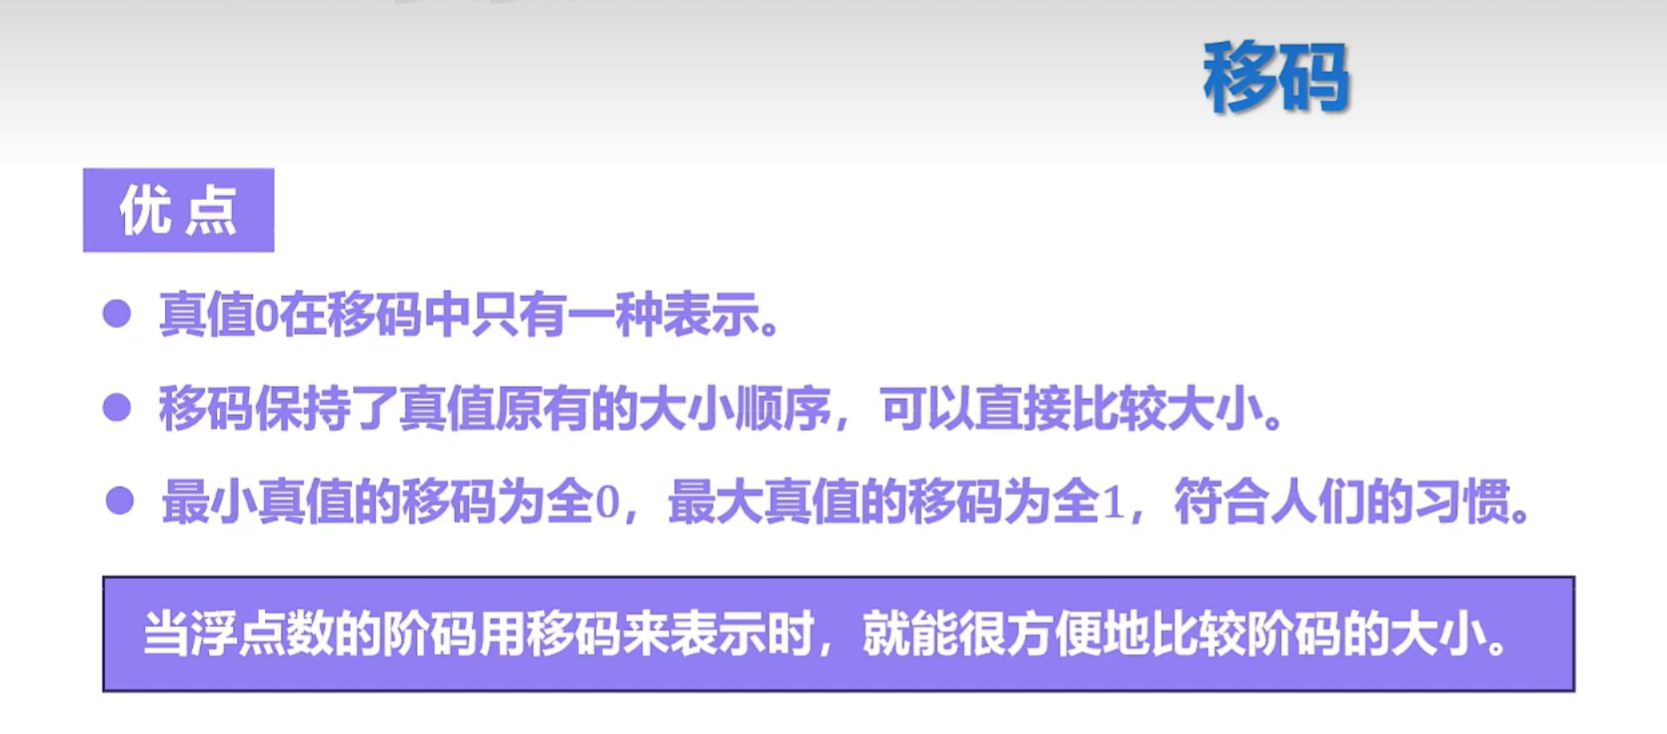 移码
优点
真值0在移码中只有一种表示。
移码保持了真值原有的大小顺序，可以直接比较大小。
最小真值的移码为全0，最大真值的移码为全1，符合人们的习惯。
当浮点数的阶码用移码来表示时，就能很方便地比较阶码的大小。